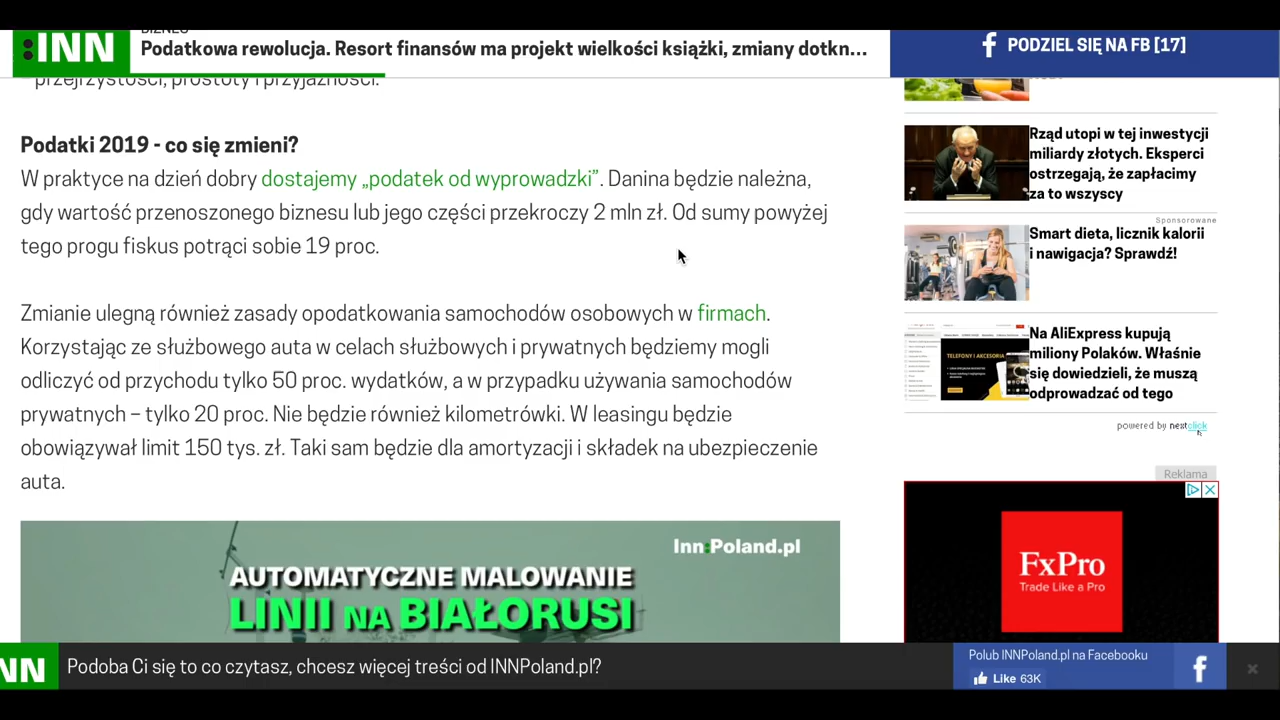 BIZNES
:INN
Podatkowa rewolucja. Resort finansów ma projekt wielkości książki, zmiany dotkn...
PODZIEL SIĘ NA FB [17]
przejrzystości, prostoty i przyjazności.
Podatki 2019 - co się zmieni?
W praktyce na dzień dobry dostajemy „podatek od wyprowadzki”. Danina będzie należna,
gdy wartość przenoszonego biznesu lub jego części przekroczy 2 mln zł. Od sumy powyżej
tego progu fiskus potrąci sobie 19 proc.
Zmianie ulegną również zasady opodatkowania samochodów osobowych w firmach.
Korzystając ze służbowego auta w celach służbowych i prywatnych będziemy mogli
odliczyć od przychodu tylko 50 proc. wydatków, a w przypadku używania samochodów
prywatnych – tylko 20 proc. Nie będzie również kilometrówki. W leasingu będzie
obowiązywał limit 150 tys. zł. Taki sam będzie dla amortyzacji i składek na ubezpieczenie
auta.
Inn:Poland.pl
AUTOMATYCZNE MALOWANIE
LINII NA BIAŁORUSI
Rząd utopi w tej inwestycji
miliardy złotych. Eksperci
ostrzegają, że zapłacimy
za to wszyscy
Sponsorowane
Smart dieta, licznik kalorii
i nawigacja? Sprawdź!
TELEFONY I AKCESORIA
Na AliExpress kupują
miliony Polaków. Właśnie
się dowiedzieli, że muszą
odprowadzać od tego
powered by nextclick
Reklama
FxPro
Trade Like a Pro
NN
Podoba Ci się to co czytasz, chcesz więcej treści od INNPoland.pl?
Polub INNPoland.pl na Facebooku
Like 63K